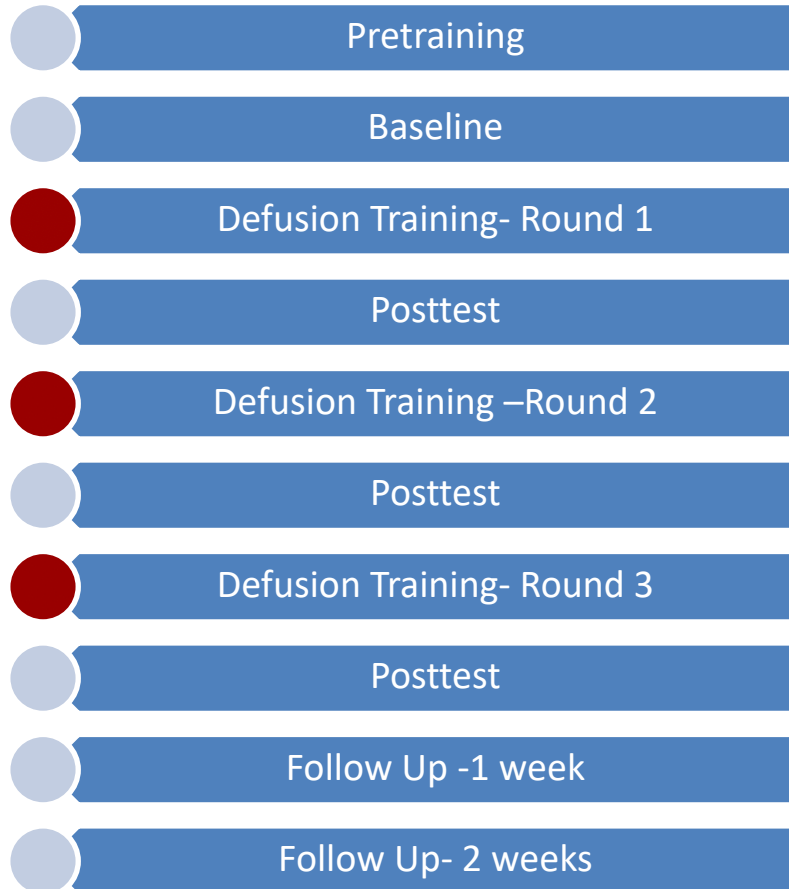 Pretraining
Baseline
Defusion Training- Round 1
Posttest
Defusion Training –Round 2
Posttest
Defusion Training- Round 3
Posttest
Follow Up -1 week
Follow Up- 2 weeks